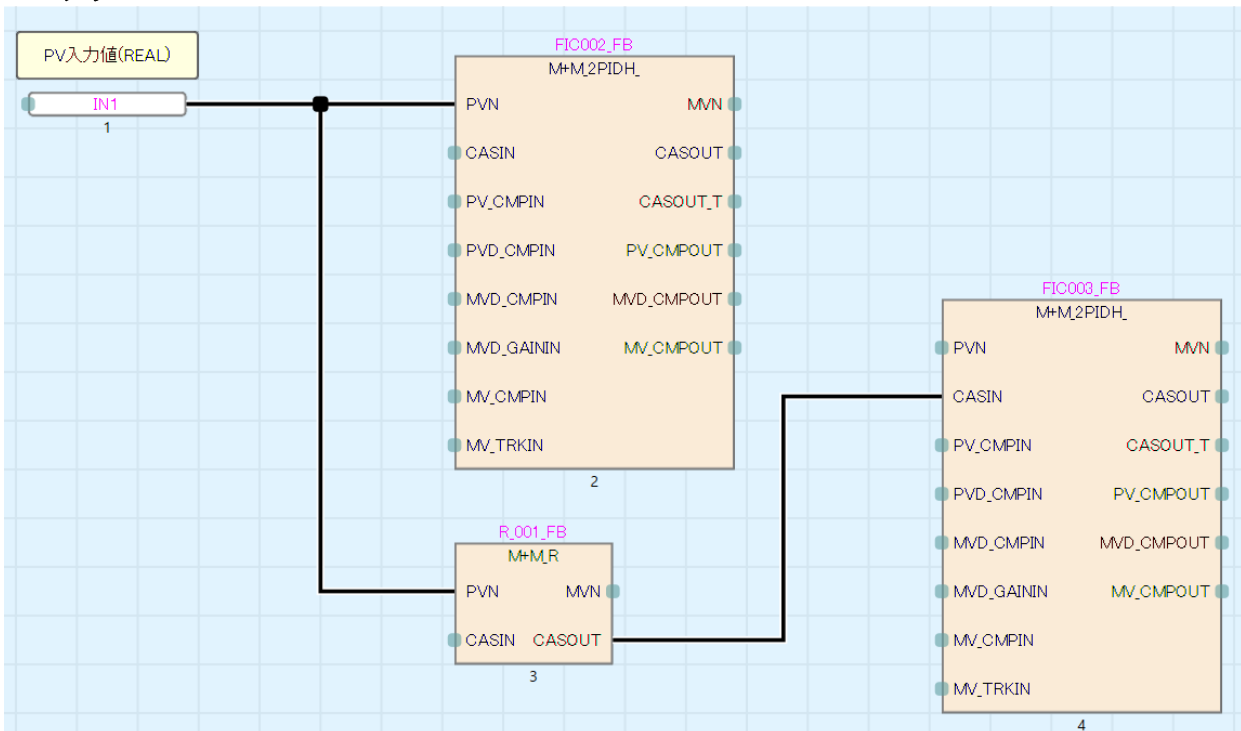 PV入力値(REAL)
IN1
1
FIC002_FB
M+M_2PIDH_
PVN MVN
CASIN CASOUT
PV_CMPIN CASOUT_T
PVD_CMPIN PV_CMPOUT
MVD_CMPIN MVD_CMPOUT
MVD_GAININ MV_CMPOUT
MV_CMPIN
MV_TRKIN
2
R_001_FB
M+M_R
PVN MVN
CASIN CASOUT
3
FIC003_FB
M+M_2PIDH_
PVN MVN
CASIN CASOUT
PV_CMPIN CASOUT_T
PVD_CMPIN PV_CMPOUT
MVD_CMPIN MVD_CMPOUT
MVD_GAININ MV_CMPOUT
MV_CMPIN
MV_TRKIN
4